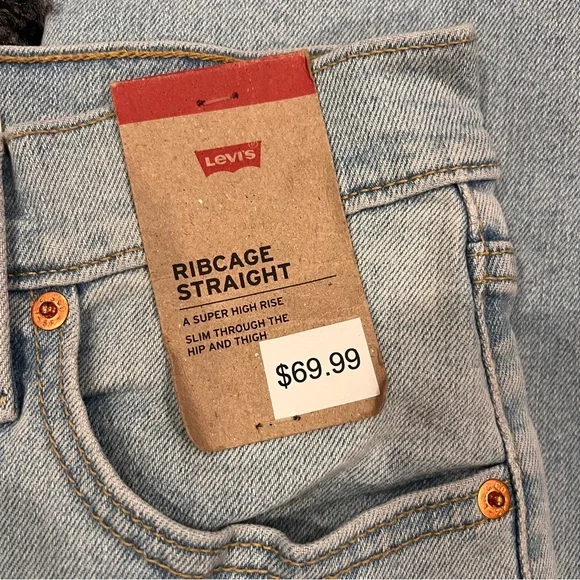 Levi's
RIBCAGE
STRAIGHT
A SUPER HIGH RISE
SLIM THROUGH THE
HIP AND THIGH
$69.99